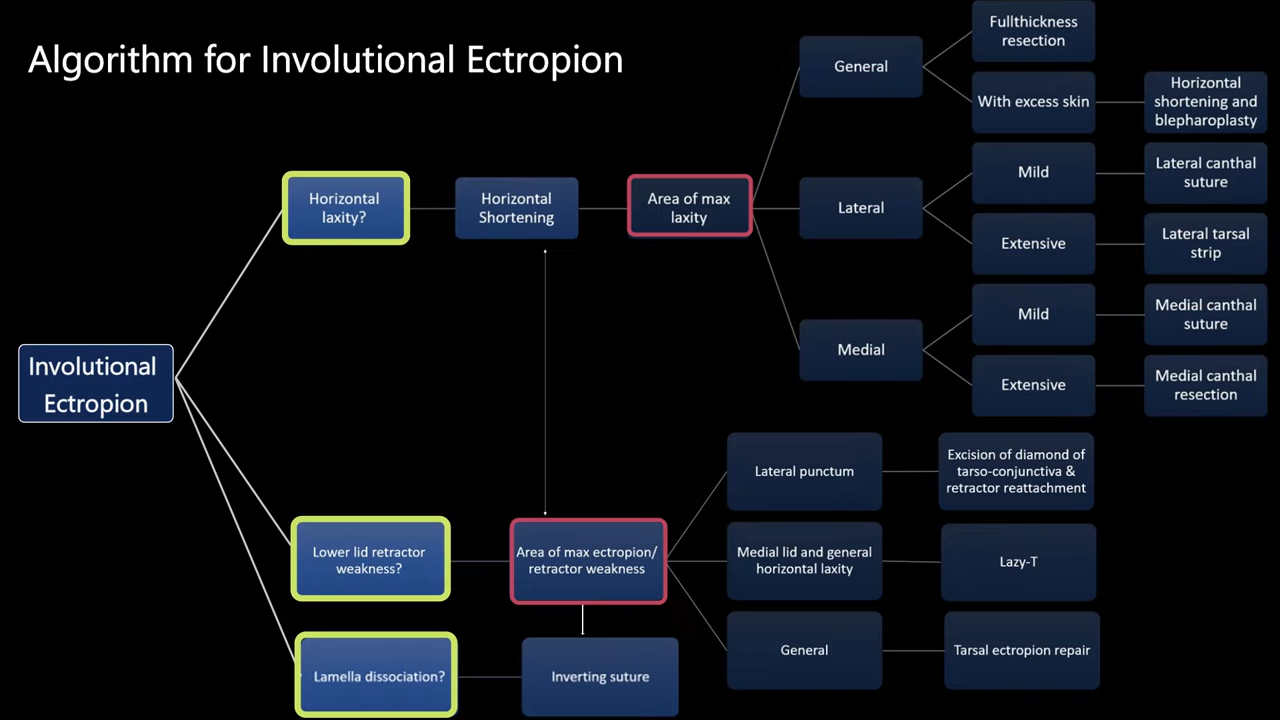 Algorithm for Involutional Ectropion
Involutional
Ectropion
Horizontal
laxity?
Horizontal
Shortening
Area of max
laxity
General
Fullthickness
resection
With excess skin
Horizontal
shortening and
blepharoplasty
Lateral
Mild
Lateral canthal
suture
Extensive
Lateral tarsal
strip
Medial
Mild
Medial canthal
suture
Extensive
Medial canthal
resection
Lower lid retractor
weakness?
Area of max ectropion/
retractor weakness
Lateral punctum
Excision of diamond of
tarso-conjunctiva &
retractor reattachment
Medial lid and general
horizontal laxity
Lazy-T
General
Tarsal ectropion repair
Lamella dissociation?
Inverting suture